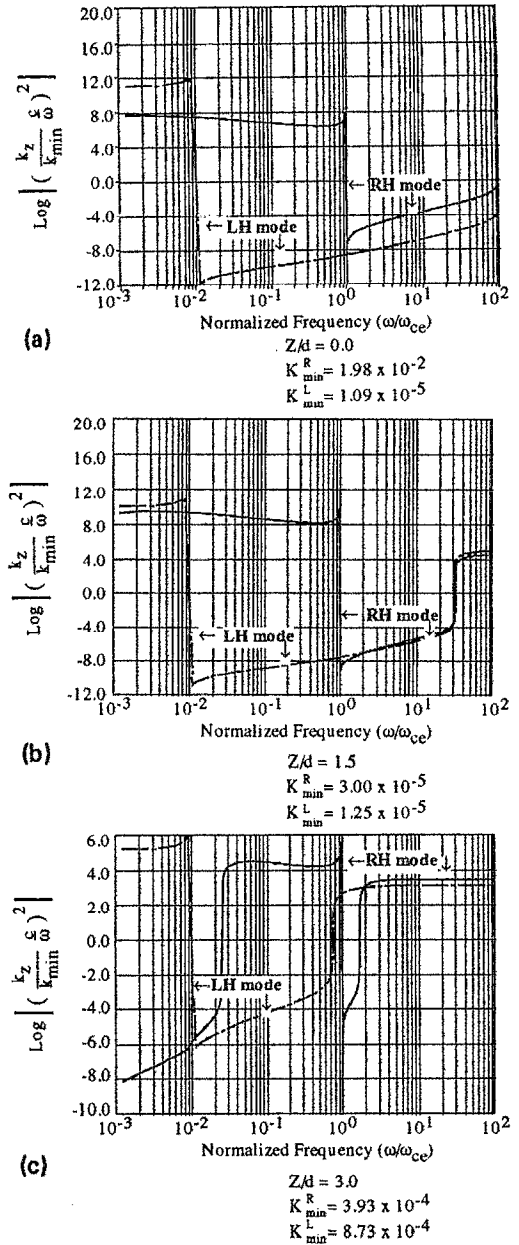 20.0
16.0
12.0
8.0
4.0
0.0
-4.0
-8.0
-12.0
Log |( k_z / k_min c/ω )^2|
← RH mode
← LH mode
10^-3 10^-2 10^-1 10^0 10^1 10^2
Normalized Frequency (ω/ω_ce)
(a)
Z/d = 0.0
K^R_min = 1.98 x 10^-2
K^L_min = 1.09 x 10^-5
20.0
16.0
12.0
8.0
4.0
0.0
-4.0
-8.0
-12.0
Log |( k_z / k_min c/ω )^2|
← RH mode
← LH mode
10^-3 10^-2 10^-1 10^0 10^1 10^2
Normalized Frequency (ω/ω_ce)
(b)
Z/d = 1.5
K^R_min = 3.00 x 10^-5
K^L_min = 1.25 x 10^-5
6.0
4.0
2.0
0.0
-2.0
-4.0
-6.0
-8.0
-10.0
Log |( k_z / k_min c/ω )^2|
← RH mode
← LH mode
10^-3 10^-2 10^-1 10^0 10^1 10^2
Normalized Frequency (ω/ω_ce)
(c)
Z/d = 3.0
K^R_min = 3.93 x 10^-4
K^L_min = 8.73 x 10^-4